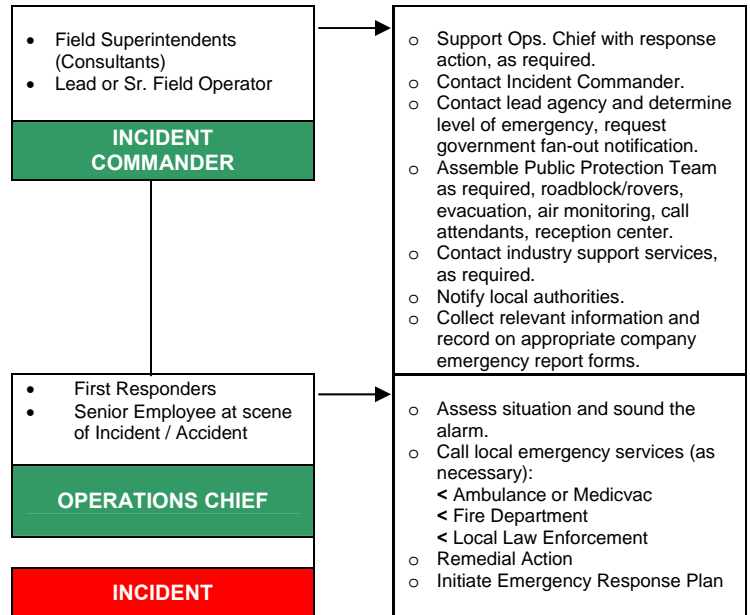 • Field Superintendents
(Consultants)
• Lead or Sr. Field Operator
INCIDENT
COMMANDER
o Support Ops. Chief with response
action, as required.
o Contact Incident Commander.
o Contact lead agency and determine
level of emergency, request
government fan-out notification.
o Assemble Public Protection Team
as required, roadblock/rovers,
evacuation, air monitoring, call
attendants, reception center.
o Contact industry support services,
as required.
o Notify local authorities.
o Collect relevant information and
record on appropriate company
emergency report forms.
• First Responders
• Senior Employee at scene
of Incident / Accident
OPERATIONS CHIEF
o Assess situation and sound the
alarm.
o Call local emergency services (as
necessary):
< Ambulance or Medicvac
< Fire Department
< Local Law Enforcement
o Remedial Action
o Initiate Emergency Response Plan
INCIDENT